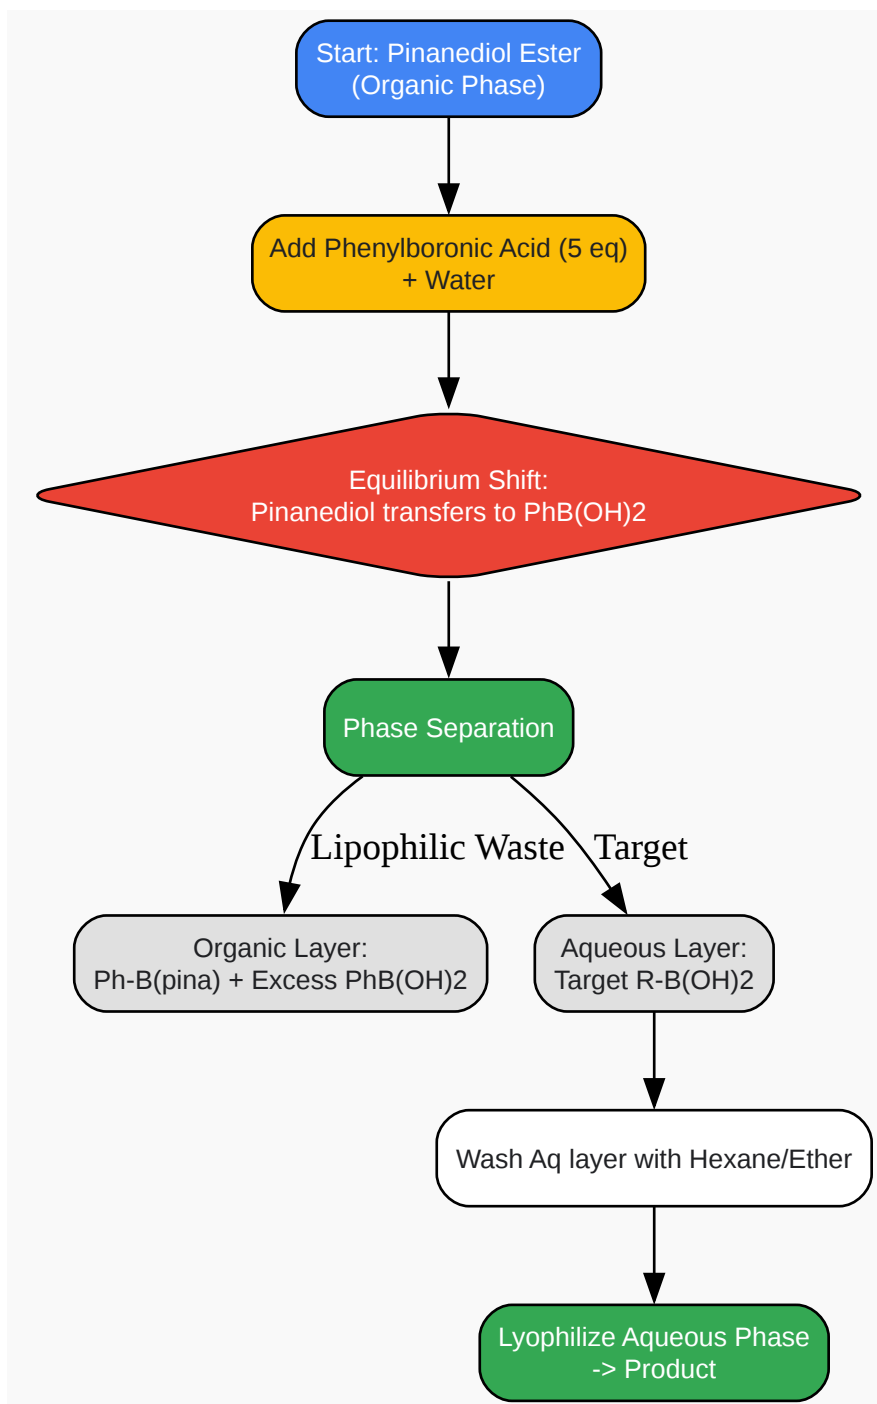 Start: Pinanediol Ester
(Organic Phase)
Add Phenylboronic Acid (5 eq)
+ Water
Equilibrium Shift:
Pinanediol transfers to PhB(OH)2
Phase Separation
Lipophilic Waste
Target
Organic Layer:
Ph-B(pina) + Excess PhB(OH)2
Aqueous Layer:
Target R-B(OH)2
Wash Aq layer with Hexane/Ether
Lyophilize Aqueous Phase
-> Product